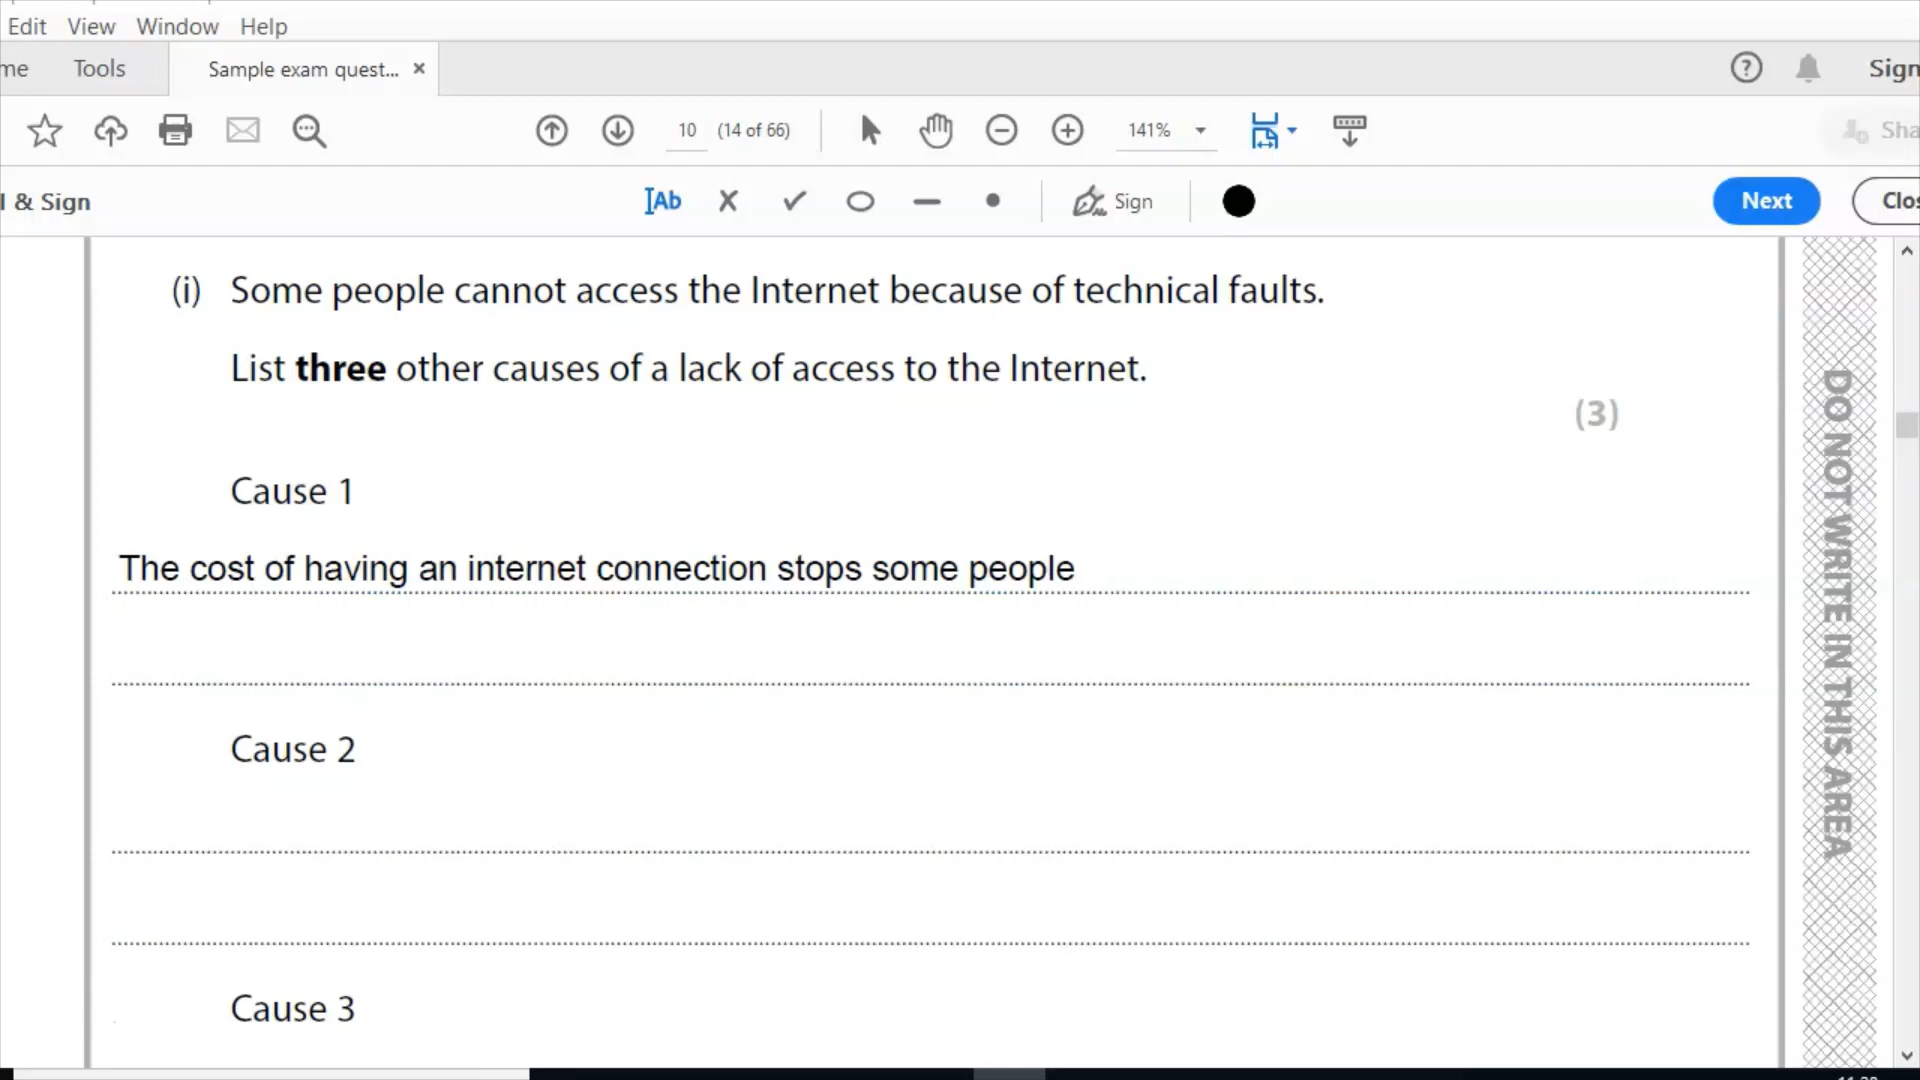 Edit View Window Help
me Tools Sample exam quest... × Sign
10 (14 of 66) 141% Sha
l & Sign Ab Sign Next Clos
(i) Some people cannot access the Internet because of technical faults.
List three other causes of a lack of access to the Internet.
(3)
Cause 1
The cost of having an internet connection stops some people
Cause 2
Cause 3
DO NOT WRITE IN THIS AREA